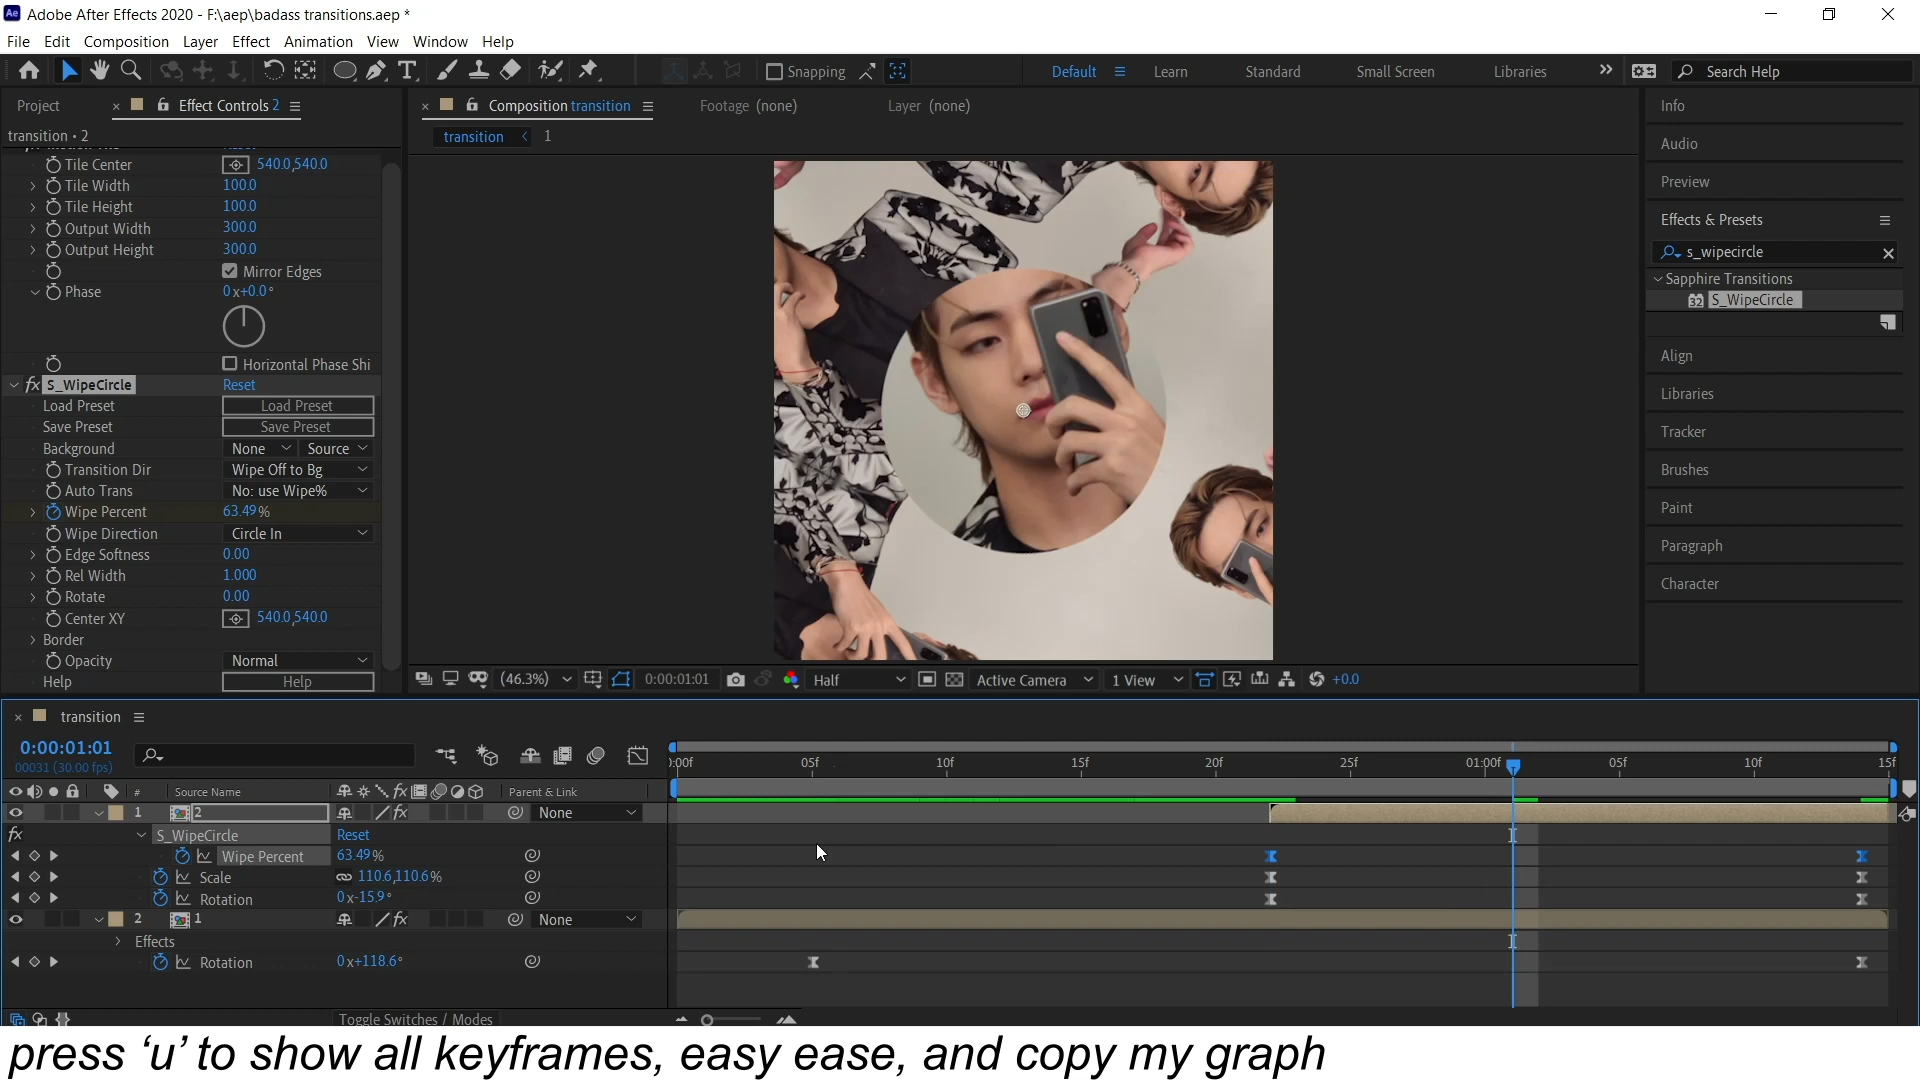 Ae Adobe After Effects 2020 - F:\aep\badass transitions.aep *
File Edit Composition Layer Effect Animation View Window Help
Snapping Default Learn Standard Small Screen Libraries Search Help
Project Effect Controls 2 Composition transition Footage (none) Layer (none) Info
transition • 2 transition 1
Audio
Tile Center 540.0,540.0
Tile Width 100.0 Preview
Tile Height 100.0
Output Width 300.0 Effects & Presets
Output Height 300.0 s_wipecircle
Mirror Edges Sapphire Transitions
Phase 0x+0.0° 32 S_WipeCircle
Horizontal Phase Shi Align
fx S_WipeCircle Reset Libraries
Load Preset Load Preset
Save Preset Save Preset Tracker
Background None Source
Transition Dir Wipe Off to Bg Brushes
Auto Trans No: use Wipe%
Wipe Percent 63.49% Paint
Wipe Direction Circle In
Edge Softness 0.00 Paragraph
Rel Width 1.000 Character
Rotate 0.00
Center XY 540.0,540.0
Border
Opacity Normal
Help Help (46.3%) 0:00:01:01 Half Active Camera 1 View +0.0
transition
0:00:01:01
00031 (30.00 fps) ):00f 05f 10f 15f 20f 25f 01:00f 05f 10f 15f
# Source Name fx Parent & Link
1 2 fx None
fx S_WipeCircle Reset
Wipe Percent 63.49%
Scale 110.6,110.6%
Rotation 0x-15.9°
2 1 fx None
Effects
Rotation 0x+118.6°
Toggle Switches / Modes
press ‘u’ to show all keyframes, easy ease, and copy my graph